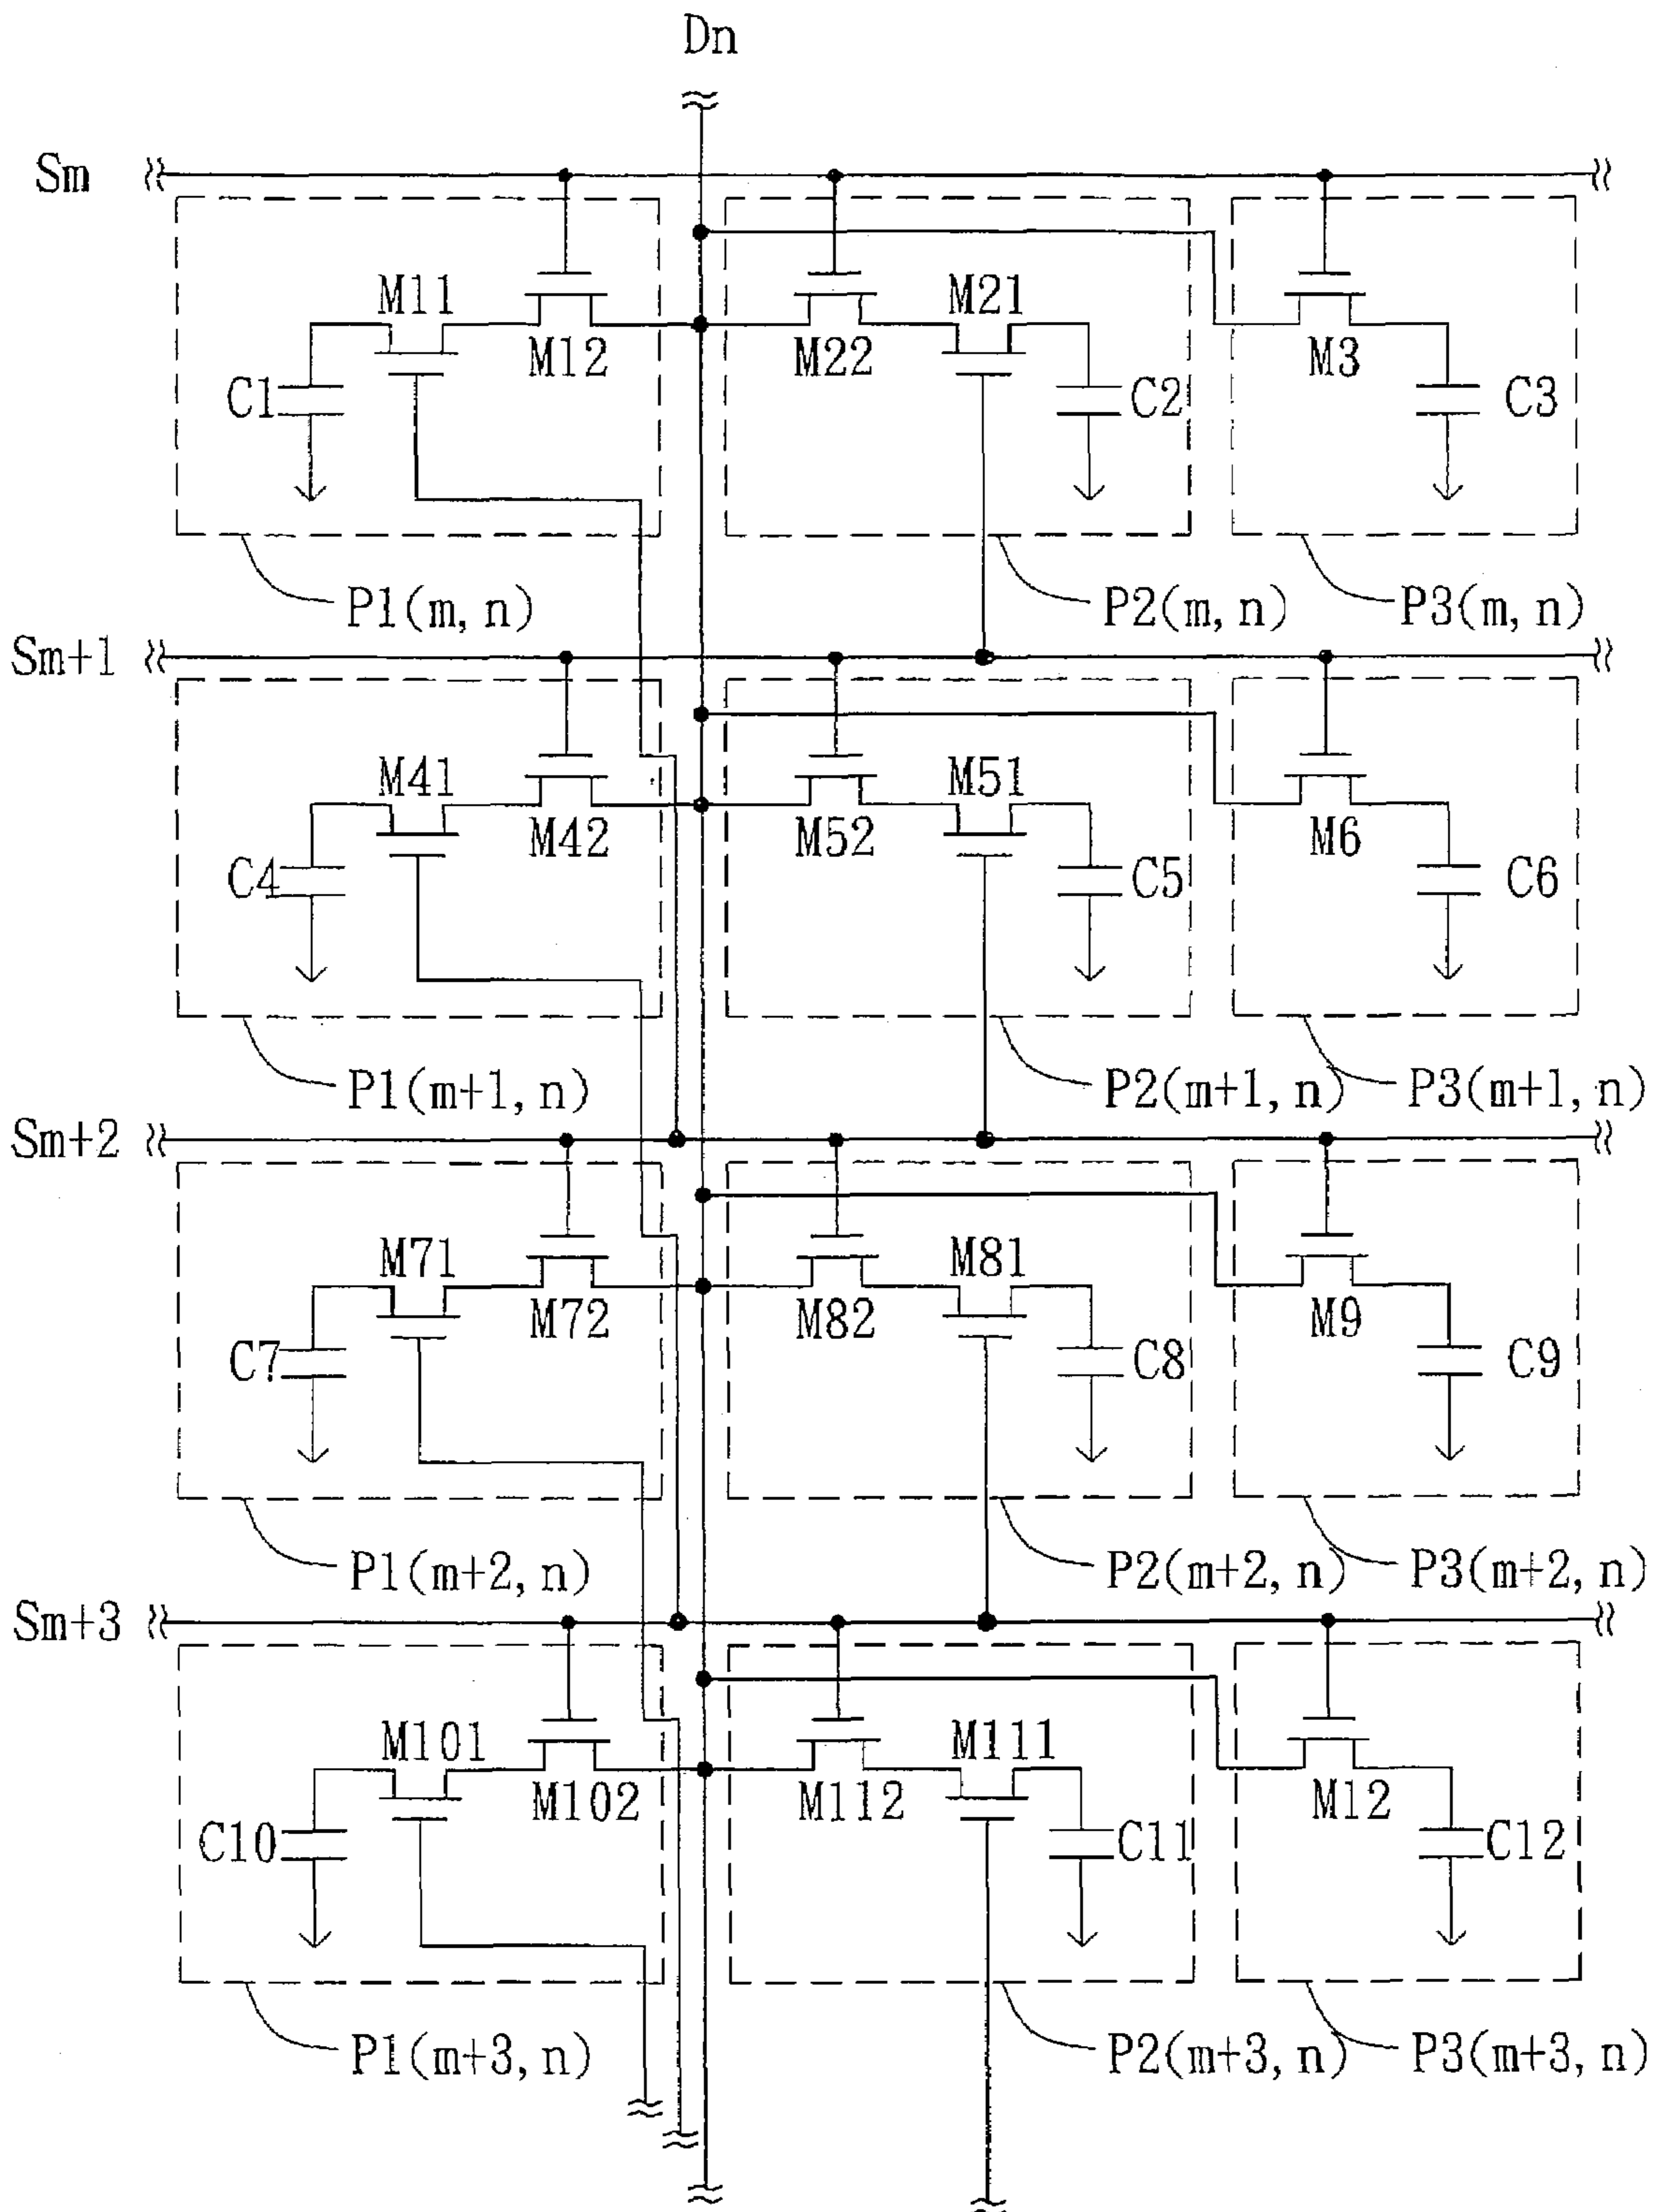 Dn
Sm
M11
M21
M12
M22
M3
C1
C2
C3
P1(m, n)
P2(m, n)
P3(m, n)
Sm+1
M41
M51
M42
M52
M6
C4
C5
C6
P1(m+1, n)
P2(m+1, n)
P3(m+1, n)
Sm+2
M71
M81
M72
M82
M9
C7
C8
C9
P1(m+2, n)
P2(m+2, n)
P3(m+2, n)
Sm+3
M101
M111
M102
M112
M12
C10
C11
C12
P1(m+3, n)
P2(m+3, n)
P3(m+3, n)